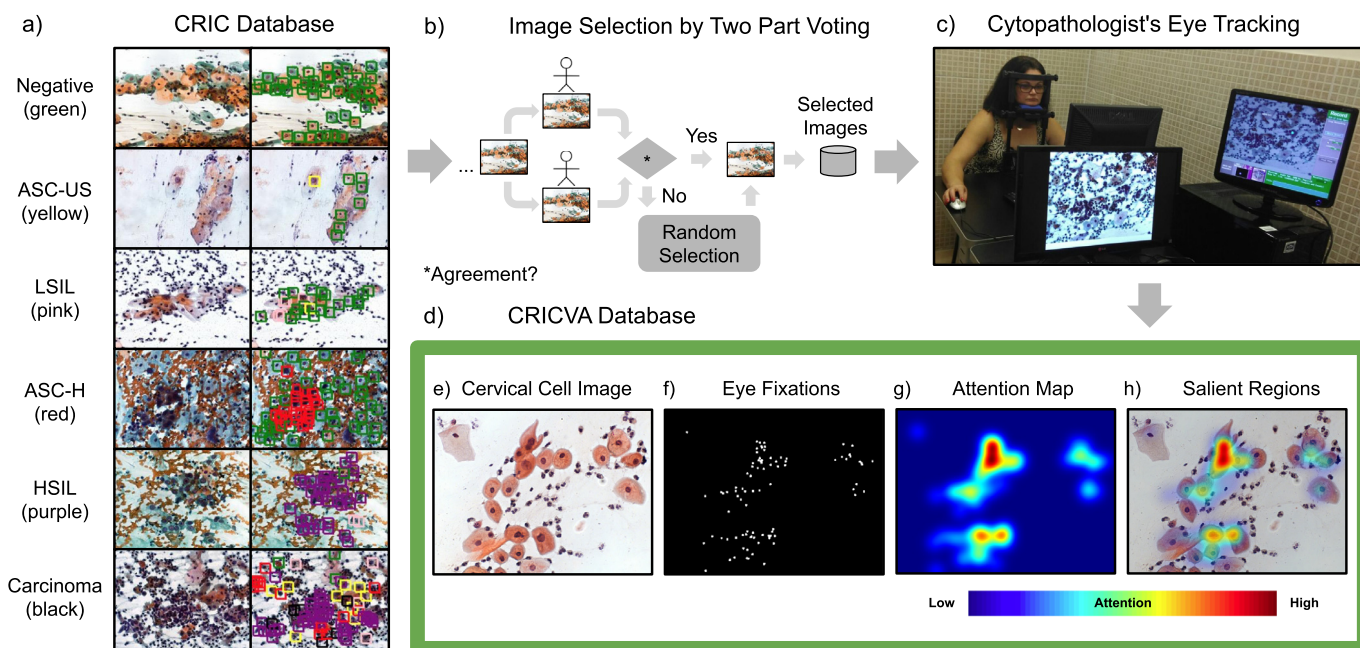 a)
CRIC Database
Negative
(green)
ASC-US
(yellow)
LSIL
(pink)
ASC-H
(red)
HSIL
(purple)
Carcinoma
(black)
b)
Image Selection by Two Part Voting
...
*
Yes
No
Selected
Images
Random
Selection
*Agreement?
c)
Cytopathologist's Eye Tracking
d)
CRICVA Database
e) Cervical Cell Image
f)
Eye Fixations
g)
Attention Map
h)
Salient Regions
Low
Attention
High